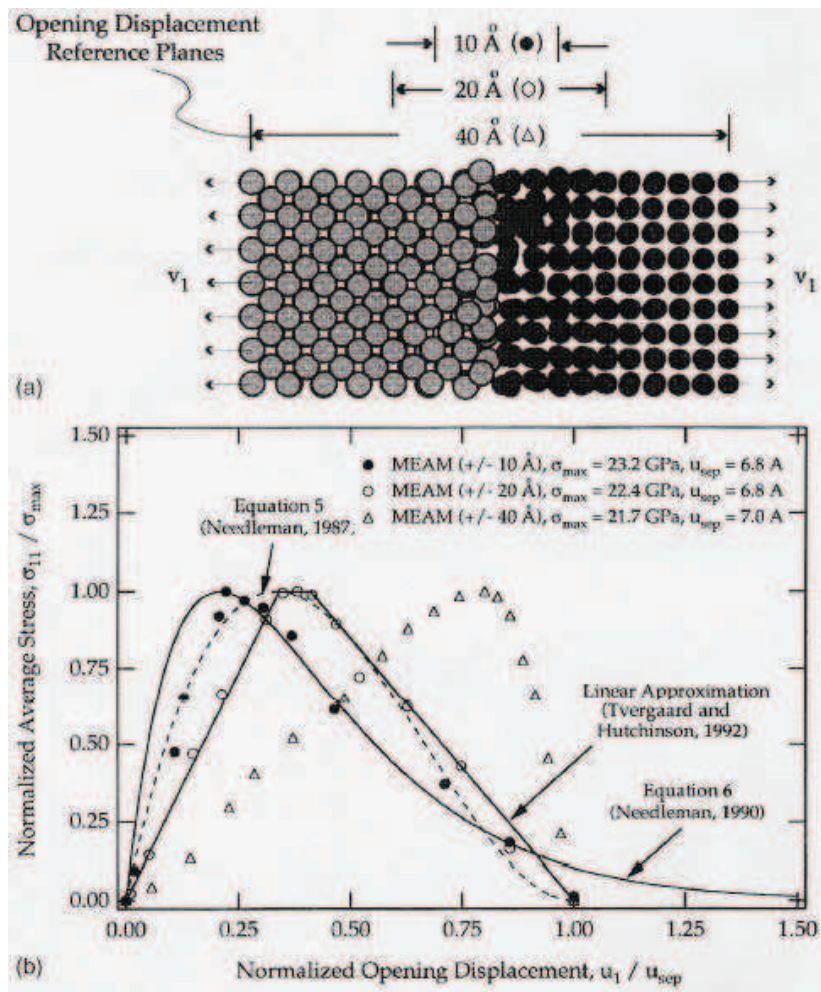 Opening Displacement
Reference Planes
10 Å (●)
20 Å (○)
40 Å (△)
v₁
v₁
(a)
1.50
1.25
1.00
0.75
0.50
0.25
0.00
Normalized Average Stress, σ₁₁ / σmax
● MEAM (+/- 10 Å), σmax = 23.2 GPa, usep = 6.8 A
○ MEAM (+/- 20 Å), σmax = 22.4 GPa, usep = 6.8 A
△ MEAM (+/- 40 Å), σmax = 21.7 GPa, usep = 7.0 A
Equation 5
(Needleman, 1987,
Linear Approximation
(Tvergaard and
Hutchinson, 1992)
Equation 6
(Needleman, 1990)
0.00 0.25 0.50 0.75 1.00 1.25 1.50
(b)
Normalized Opening Displacement, u₁ / usep